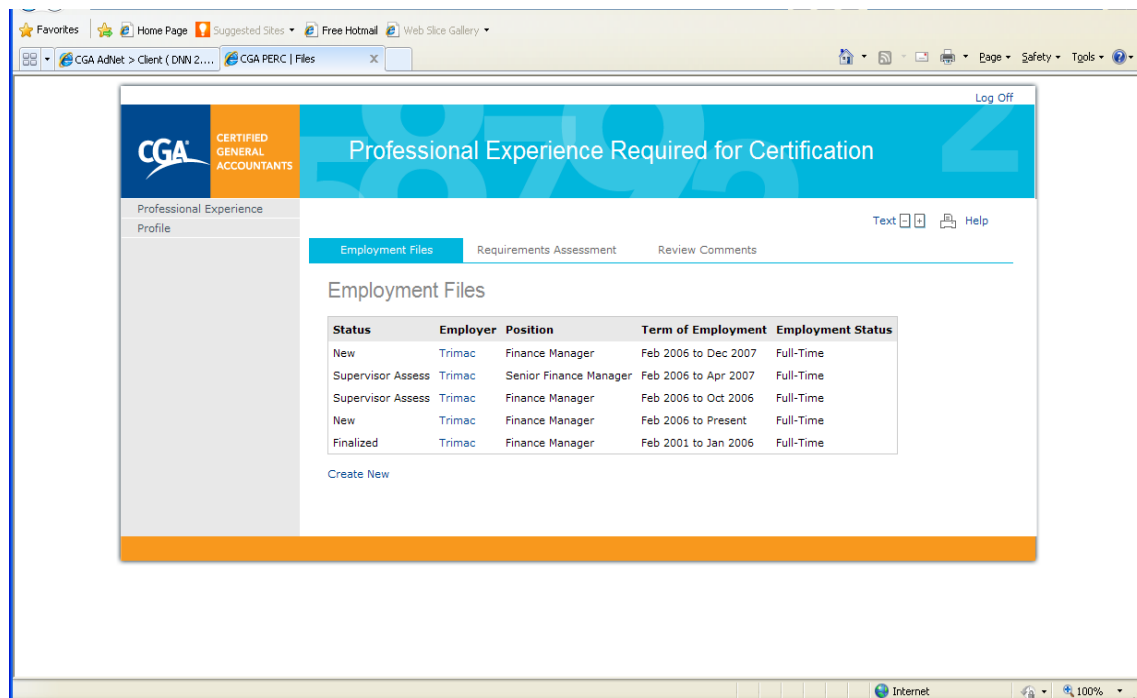 Favorites Home Page Suggested Sites Free Hotmail Web Slice Gallery
CGA AdNet > Client ( DNN 2.... CGA PERC | Files X Page Safety Tools
Log Off
CGA CERTIFIED
GENERAL
ACCOUNTANTS
Professional Experience Required for Certification
Professional Experience
Profile
Text - + Help
Employment Files Requirements Assessment Review Comments
Employment Files
Status Employer Position Term of Employment Employment Status
New Trimac Finance Manager Feb 2006 to Dec 2007 Full-Time
Supervisor Assess Trimac Senior Finance Manager Feb 2006 to Apr 2007 Full-Time
Supervisor Assess Trimac Finance Manager Feb 2006 to Oct 2006 Full-Time
New Trimac Finance Manager Feb 2006 to Present Full-Time
Finalized Trimac Finance Manager Feb 2001 to Jan 2006 Full-Time
Create New
Internet 100%